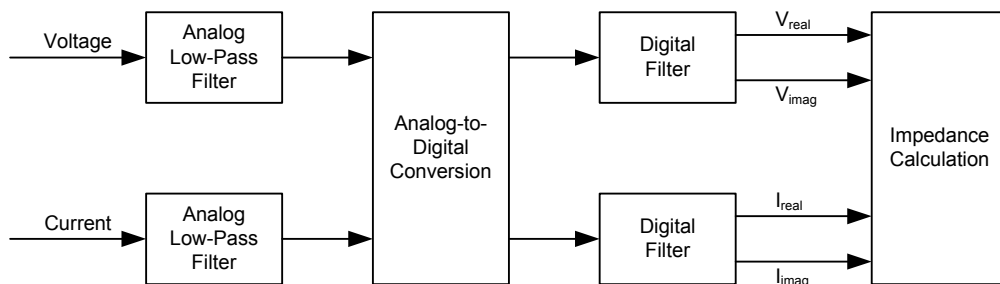 Voltage
Analog
Low-Pass
Filter
Analog-to-
Digital
Conversion
Digital
Filter
Vreal
Vimag
Impedance
Calculation
Current
Analog
Low-Pass
Filter
Digital
Filter
Ireal
Iimag